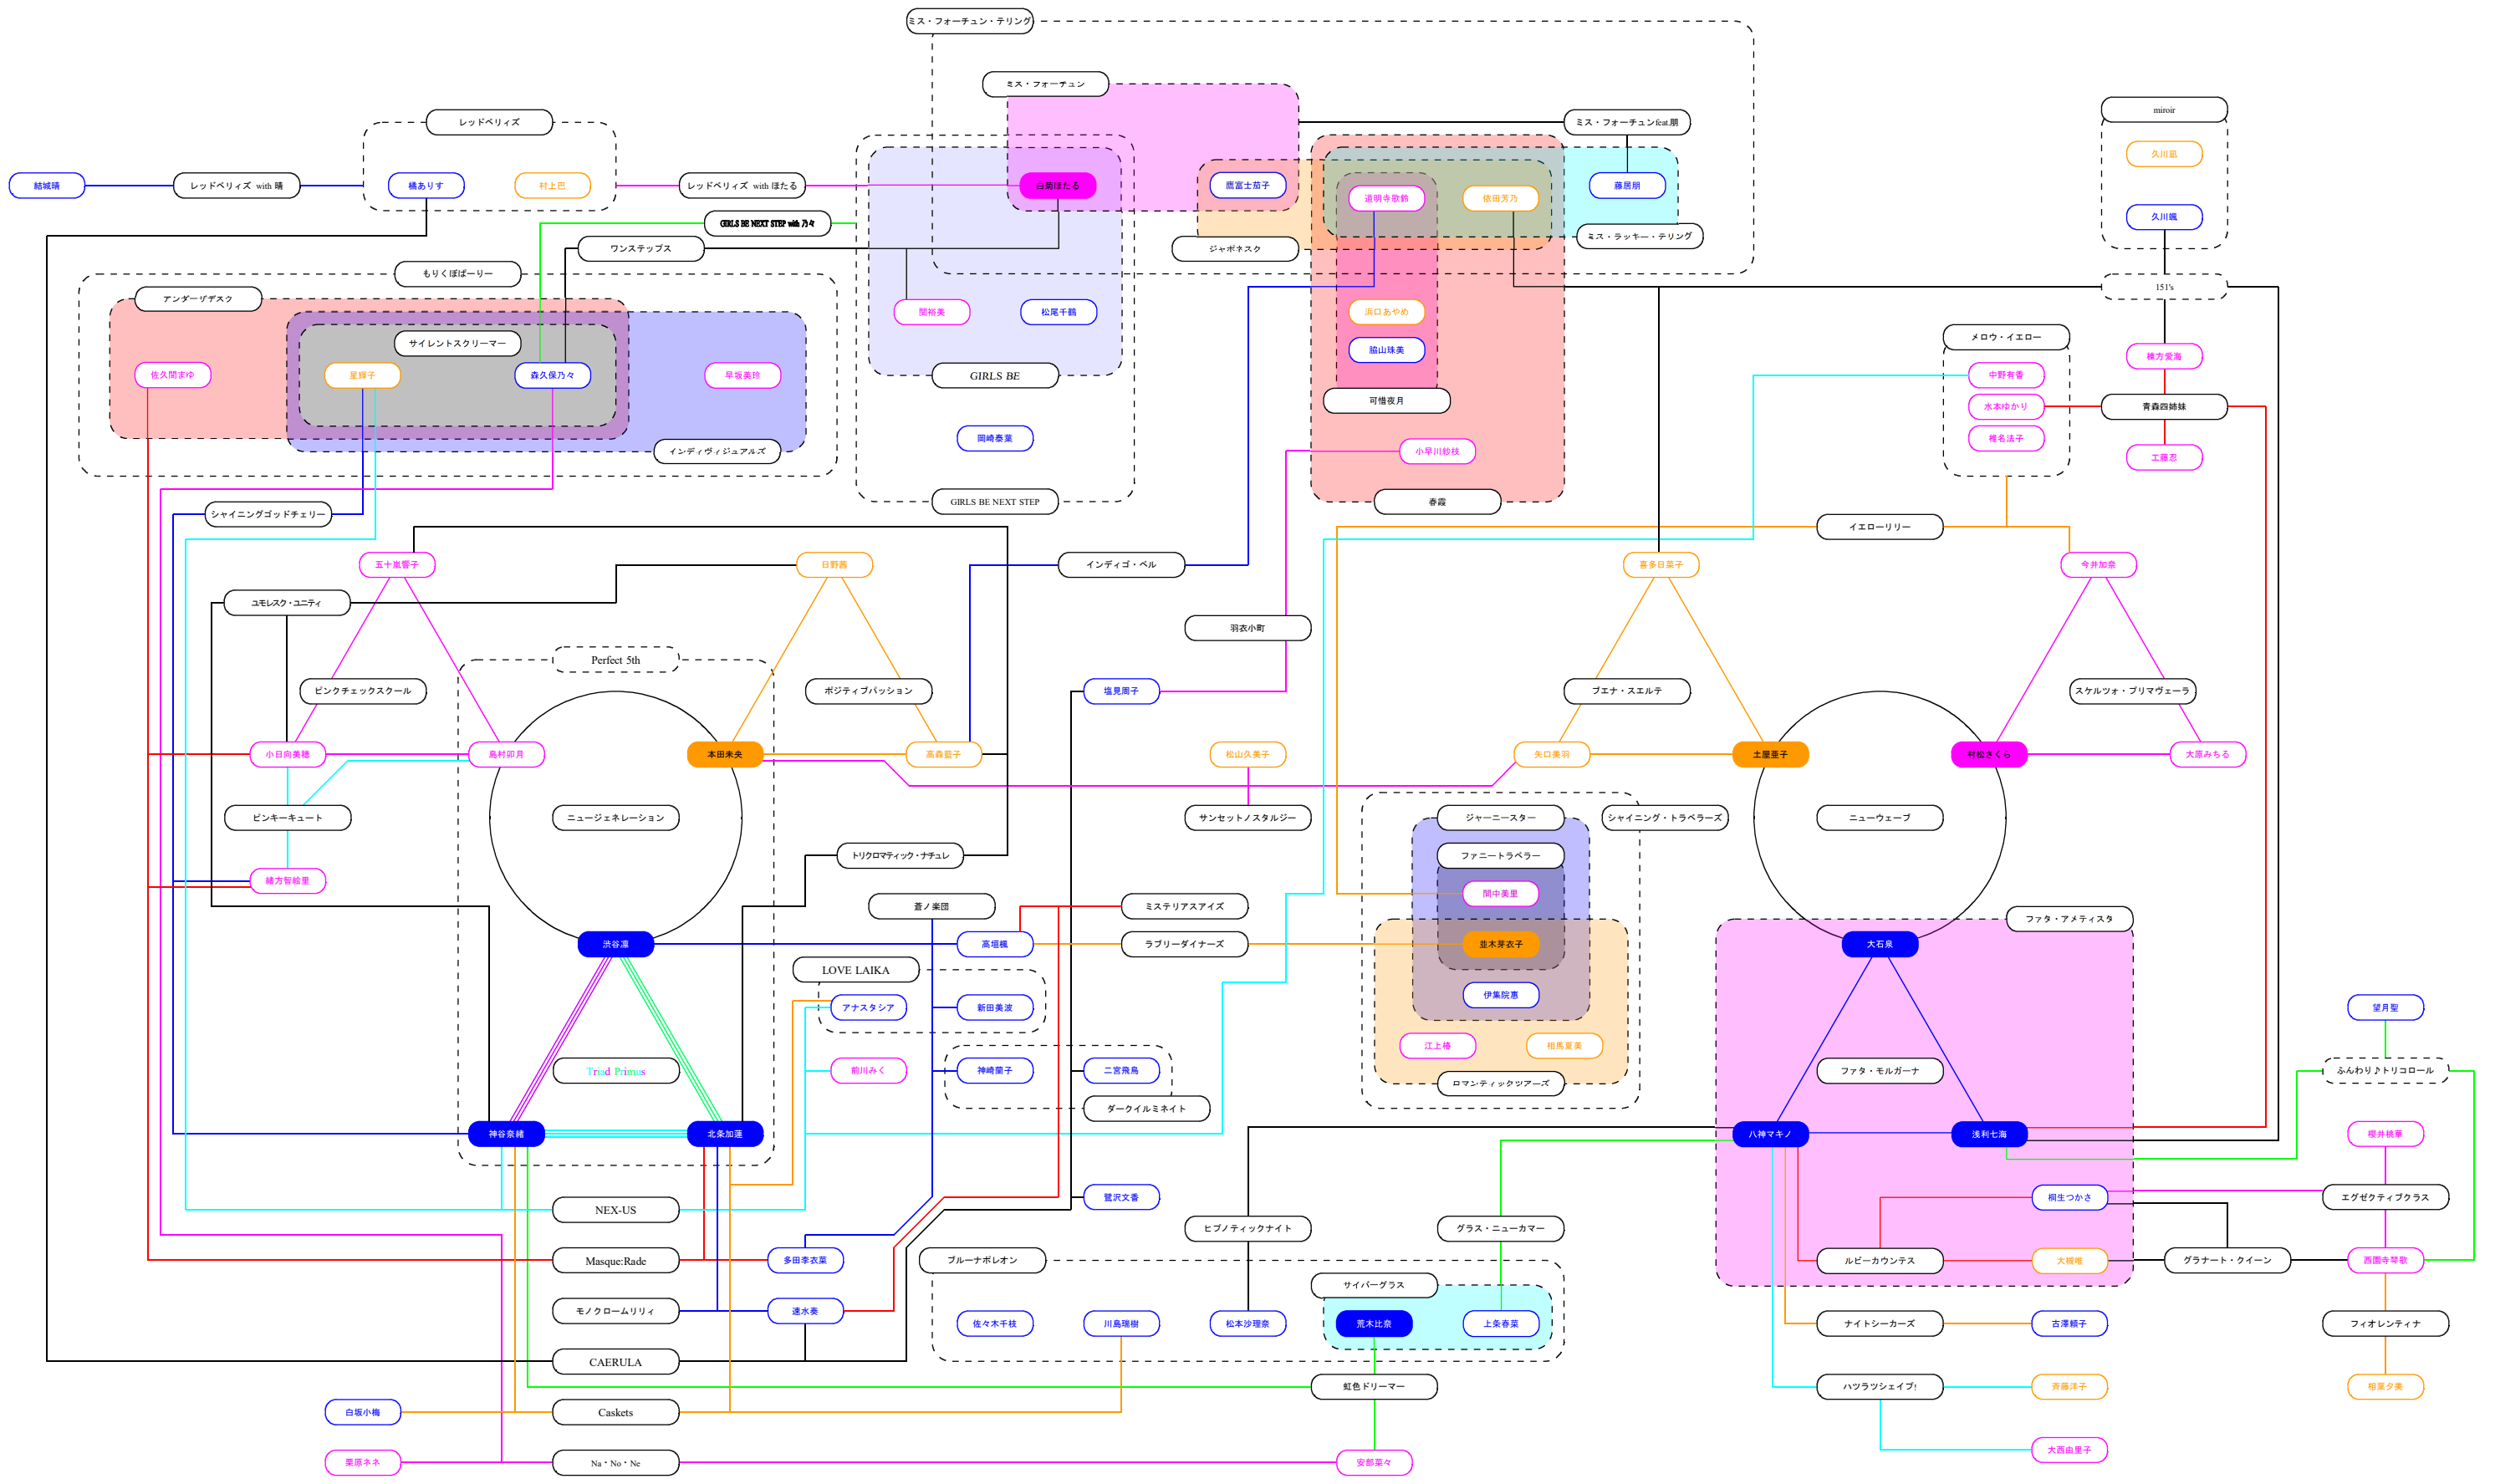 ミス・フォーチュン・テリング
ミス・フォーチュン
miroir
レッドベリィズ
ミス・フォーチュンfeat.朋
久川凪
結城晴
レッドベリィズ with 晴
橘ありす
村上巴
レッドベリィズ with ほたる
白菊ほたる
鷹富士茄子
道明寺歌鈴
依田芳乃
藤居朋
久川颯
GIRLS BE NEXT STEP with 乃々
ワンステップス
ジャポネスク
ミス・ラッキー・テリング
もりくぼぱーりー
151's
アンダーザデスク
関裕美
松尾千鶴
浜口あやめ
サイレントスクリーマー
脇山珠美
メロウ・イエロー
棟方愛海
佐久間まゆ
星輝子
森久保乃々
早坂美玲
GIRLS BE
中野有香
可惜夜月
水本ゆかり
青森四姉妹
岡崎泰葉
椎名法子
インディヴィジュアルズ
小早川紗枝
工藤忍
GIRLS BE NEXT STEP
春霞
シャイニングゴッドチェリー
イエローリリー
五十嵐響子
日野茜
インディゴ・ベル
喜多日菜子
今井加奈
ユモレスク・ユニティ
羽衣小町
Perfect 5th
ピンクチェックスクール
ポジティブパッション
塩見周子
ブエナ・スエルテ
スケルツォ・プリマヴェーラ
小日向美穂
島村卯月
本田未央
高森藍子
松山久美子
矢口美羽
土屋亜子
村松さくら
大原みちる
ピンキーキュート
ニュージェネレーション
サンセットノスタルジー
ジャーニースター
シャイニング・トラベラーズ
ニューウェーブ
トリクロマティック・ナチュレ
ファニートラベラー
緒方智絵里
間中美里
蒼ノ楽団
ミステリアスアイズ
ファタ・アメティスタ
渋谷凛
高垣楓
ラブリーダイナーズ
並木芽衣子
大石泉
LOVE LAIKA
アナスタシア
新田美波
伊集院惠
望月聖
江上椿
相馬夏美
Triad Primus
前川みく
神崎蘭子
二宮飛鳥
ロマンティックツアーズ
ファタ・モルガーナ
ふんわり♪トリコロール
ダークイルミネイト
神谷奈緒
北条加蓮
八神マキノ
浅利七海
櫻井桃華
NEX-US
鷺沢文香
桐生つかさ
エグゼクティブクラス
ヒプノティックナイト
グラス・ニューカマー
Masque:Rade
多田李衣菜
ブルーナポレオン
ルビーカウンテス
大槻唯
グラナート・クイーン
西園寺琴歌
サイバーグラス
モノクロームリリィ
速水奏
佐々木千枝
川島瑞樹
松本沙理奈
荒木比奈
上条春菜
ナイトシーカーズ
古澤頼子
フィオレンティナ
CAERULA
虹色ドリーマー
ハツラツシェイプ!
斉藤洋子
相葉夕美
白坂小梅
Caskets
大西由里子
栗原ネネ
Na・No・Ne
安部菜々